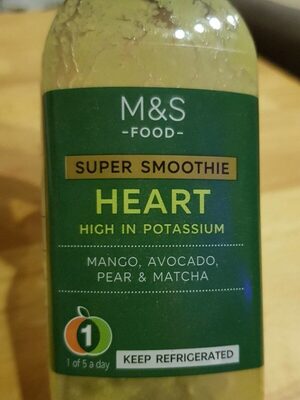 M&S
-FOOD-
SUPER SMOOTHIE
HEART
HIGH IN POTASSIUM
MANGO, AVOCADO,
PEAR & MATCHA
1
1 of 5 a day
KEEP REFRIGERATED